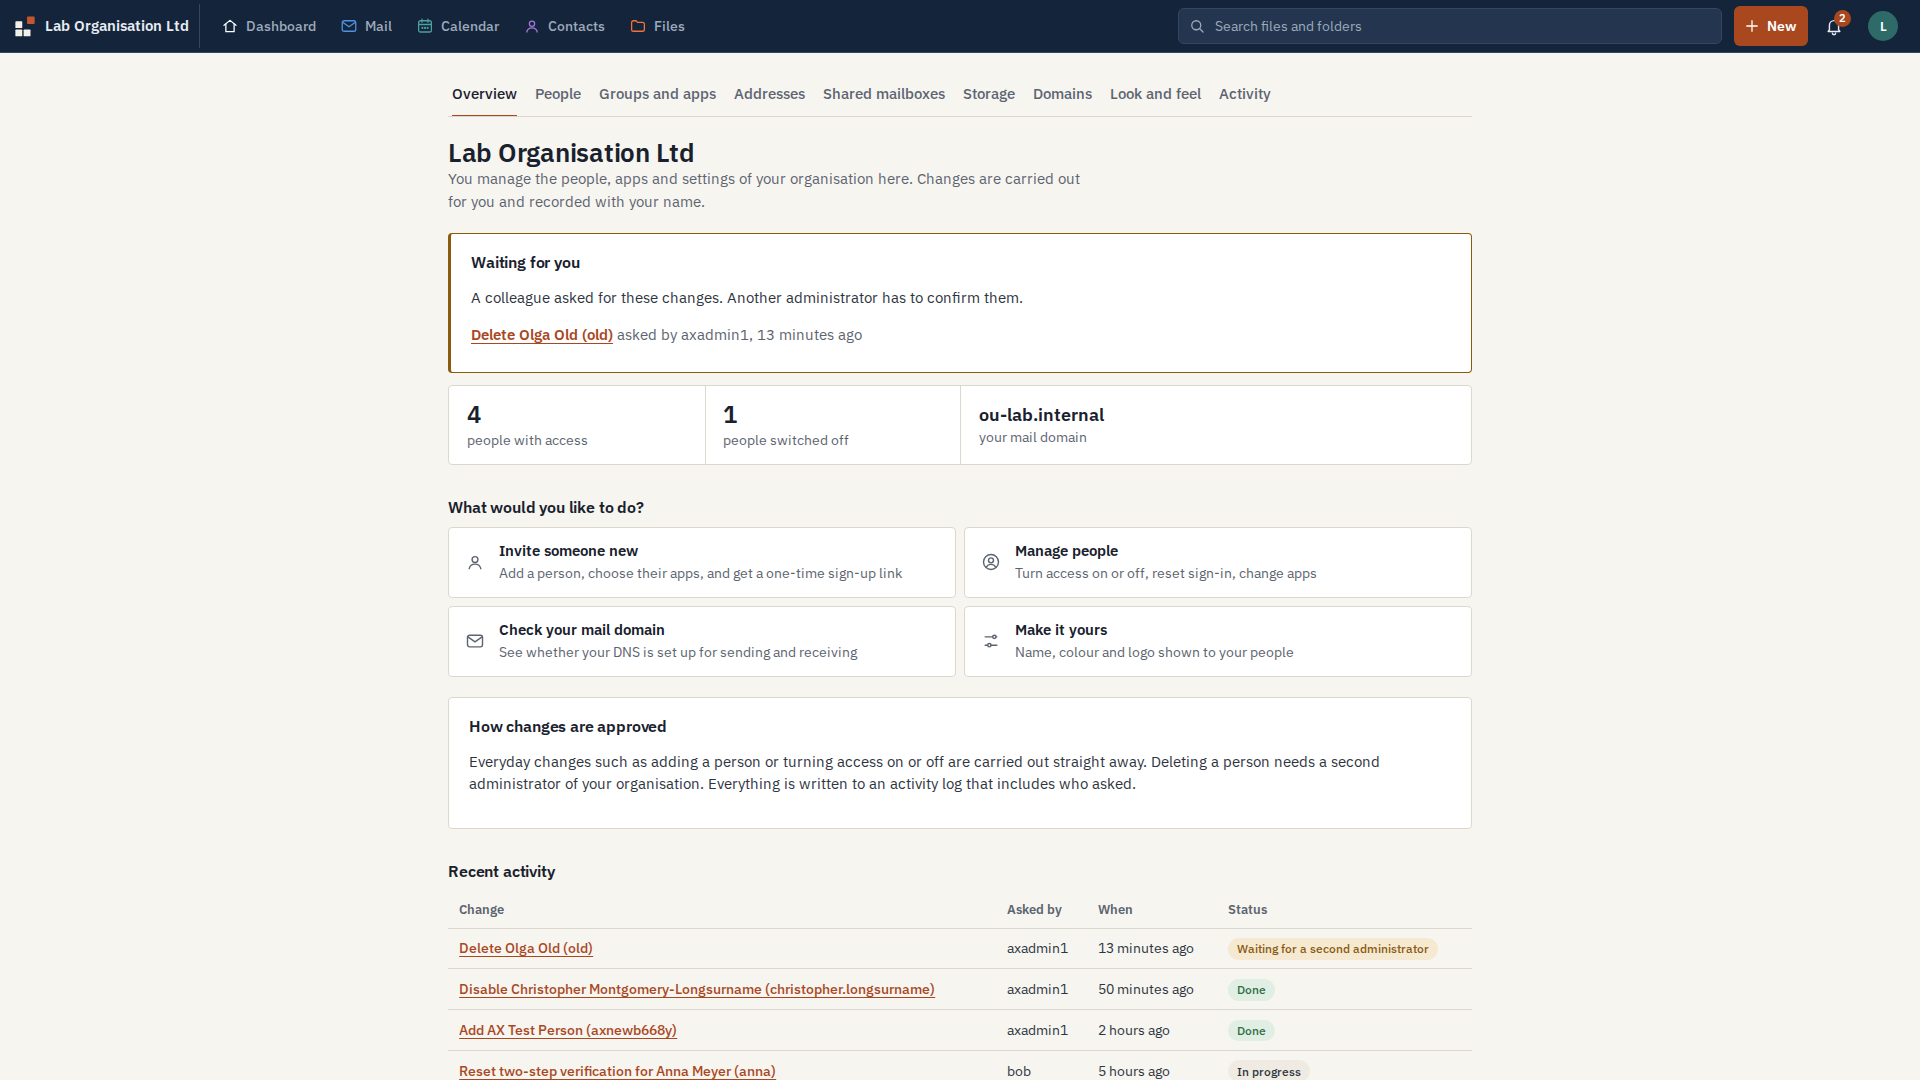 Lab Organisation Ltd
Dashboard
Mail
Calendar
Contacts
Files
Search files and folders
New
2
L
Overview
People
Groups and apps
Addresses
Shared mailboxes
Storage
Domains
Look and feel
Activity
Lab Organisation Ltd
You manage the people, apps and settings of your organisation here. Changes are carried out
for you and recorded with your name.
Waiting for you
A colleague asked for these changes. Another administrator has to confirm them.
Delete Olga Old (old) asked by axadmin1, 13 minutes ago
4
people with access
1
people switched off
ou-lab.internal
your mail domain
What would you like to do?
Invite someone new
Add a person, choose their apps, and get a one-time sign-up link
Manage people
Turn access on or off, reset sign-in, change apps
Check your mail domain
See whether your DNS is set up for sending and receiving
Make it yours
Name, colour and logo shown to your people
How changes are approved
Everyday changes such as adding a person or turning access on or off are carried out straight away. Deleting a person needs a second
administrator of your organisation. Everything is written to an activity log that includes who asked.
Recent activity
Change Asked by When Status
Delete Olga Old (old) axadmin1 13 minutes ago Waiting for a second administrator
Disable Christopher Montgomery-Longsurname (christopher.longsurname) axadmin1 50 minutes ago Done
Add AX Test Person (axnewb668y) axadmin1 2 hours ago Done
Reset two-step verification for Anna Meyer (anna) bob 5 hours ago In progress